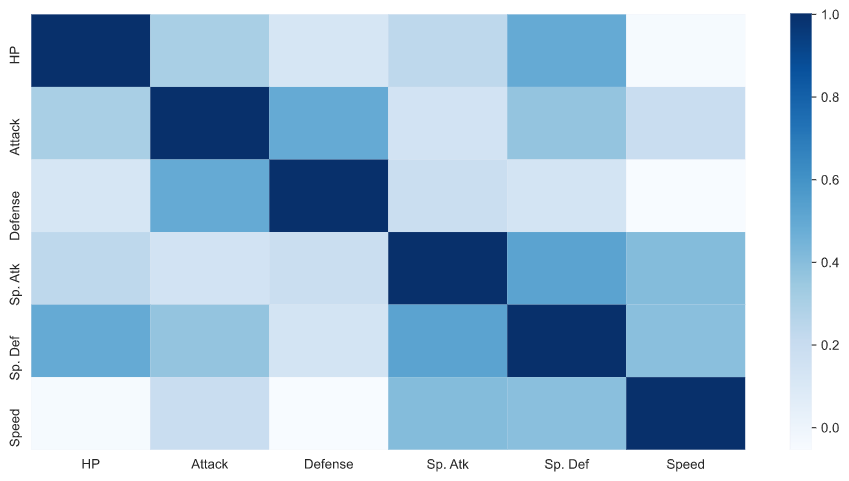 HP
Attack
Defense
Sp. Atk
Sp. Def
Speed
HP Attack Defense Sp. Atk Sp. Def Speed
1.0
0.8
0.6
0.4
0.2
0.0